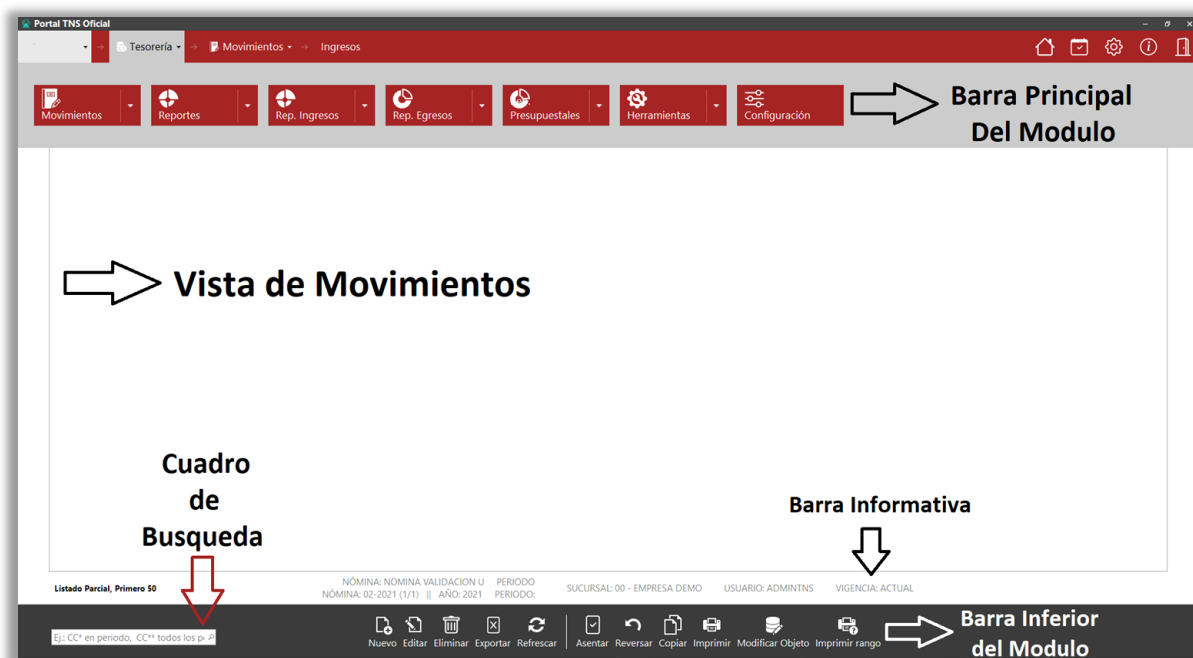 Portal TNS Oficial
Tesorería Movimientos Ingresos
Movimientos Reportes Rep. Ingresos Rep. Egresos Presupuestales Herramientas Configuración
Barra Principal
Del Modulo
Vista de Movimientos
Cuadro
de
Busqueda
Barra Informativa
Listado Parcial, Primero 50
NÓMINA: NOMINA VALIDACION U PERIODO
NÓMINA: 02-2021 (1/1) || AÑO: 2021 PERIODO:
SUCURSAL: 00 - EMPRESA DEMO USUARIO: ADMINTNS VIGENCIA: ACTUAL
Ej.: CC* en periodo, CC** todos los p
Nuevo Editar Eliminar Exportar Refrescar Asentar Reversar Copiar Imprimir Modificar Objeto Imprimir rango
Barra Inferior
del Modulo